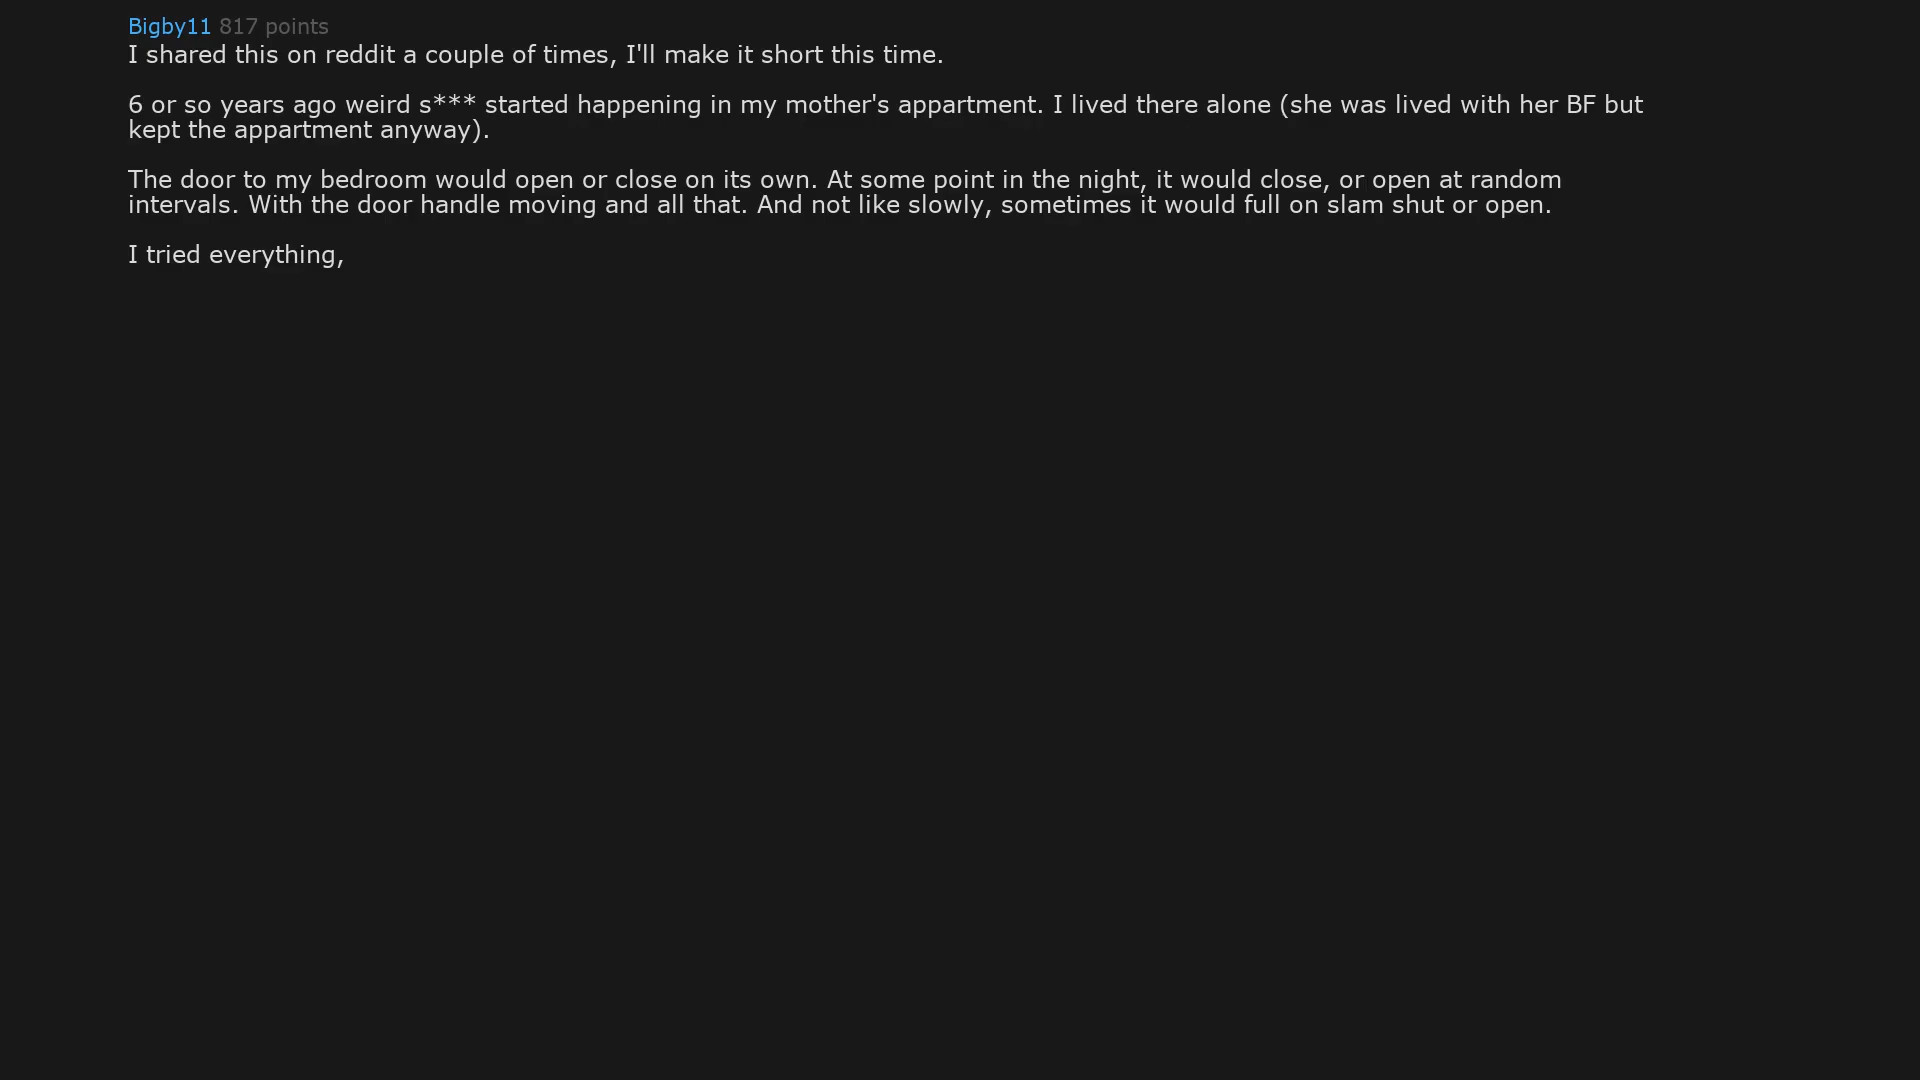 Bigby11 817 points
I shared this on reddit a couple of times, I'll make it short this time.
6 or so years ago weird s*** started happening in my mother's appartment. I lived there alone (she was lived with her BF but
kept the appartment anyway).
The door to my bedroom would open or close on its own. At some point in the night, it would close, or open at random
intervals. With the door handle moving and all that. And not like slowly, sometimes it would full on slam shut or open.
I tried everything,